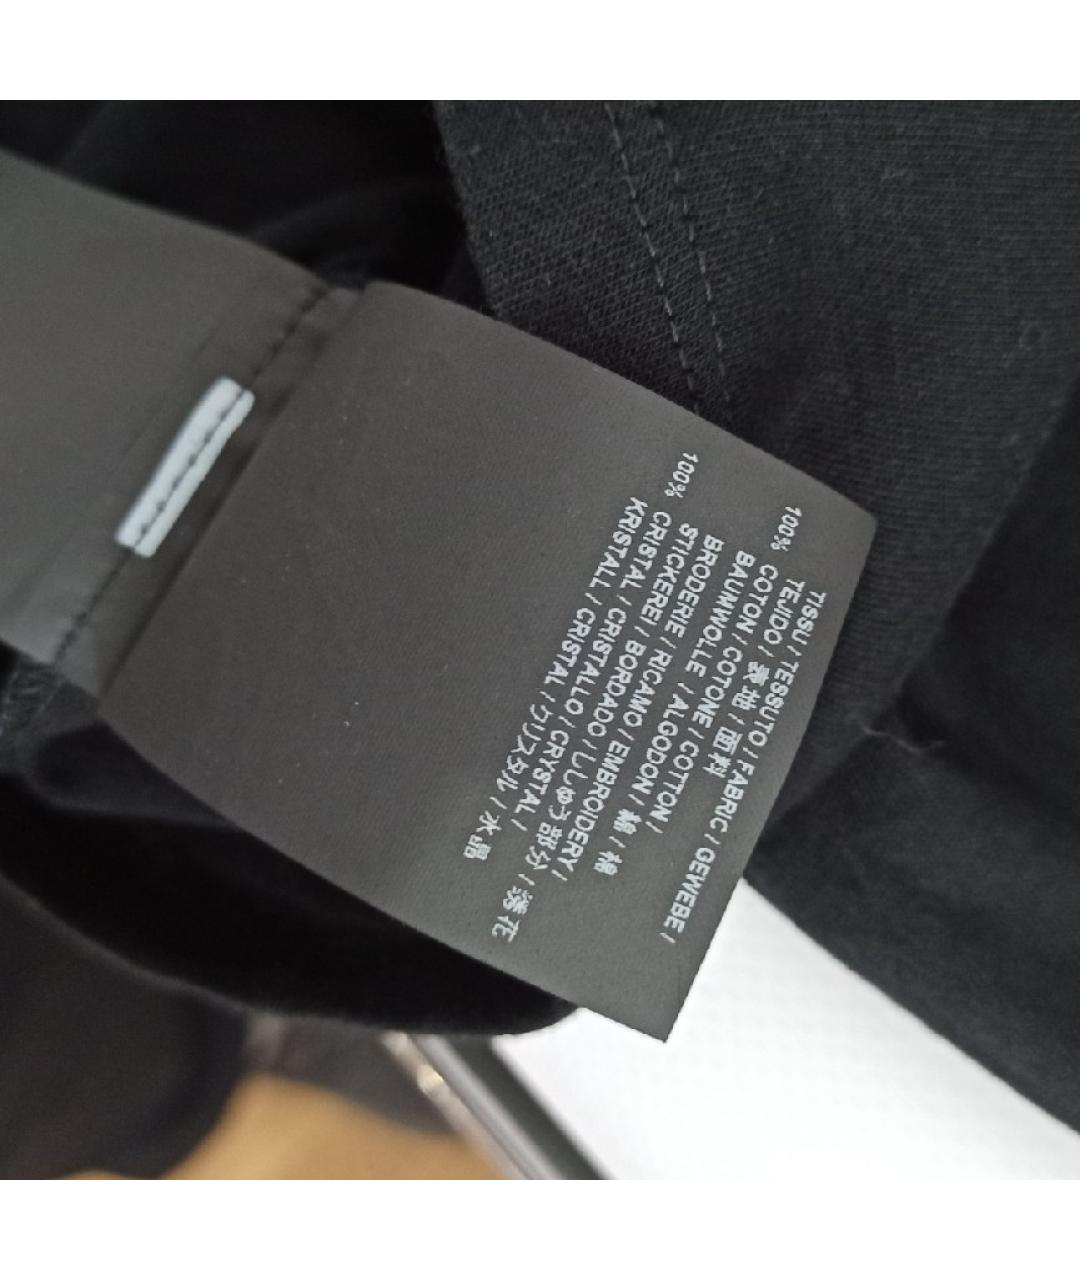 TISSU / TESSUTO / FABRIC / GEWEBE /
TEJIDO / 表地 / 面料
100% COTON / COTONE / COTTON /
BAUMWOLLE / ALGODON / 綿 / 棉
BRODERIE / RICAMO / EMBROIDERY /
STICKEREI / BORDADO / ししゅう部分 / 绣花
100% CRISTAL / CRISTALLO / CRYSTAL /
KRISTALL / CRISTAL / クリスタル / 水晶